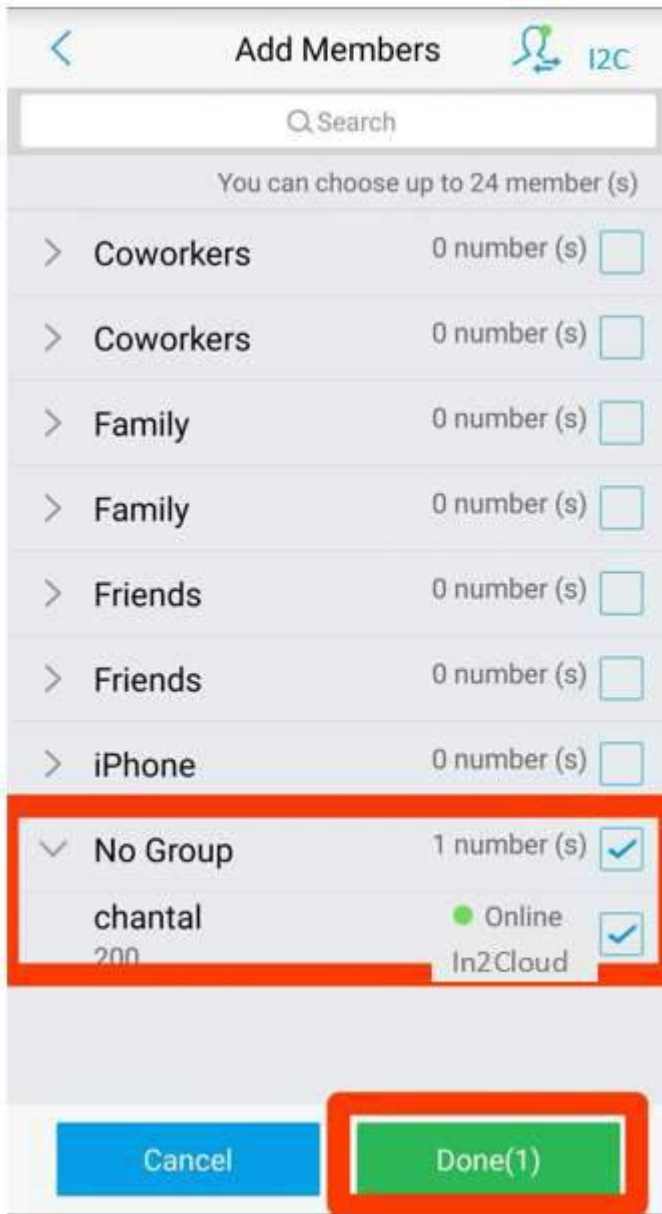 Add Members I2C
Search
You can choose up to 24 member (s)
Coworkers 0 number (s)
Coworkers 0 number (s)
Family 0 number (s)
Family 0 number (s)
Friends 0 number (s)
Friends 0 number (s)
iPhone 0 number (s)
No Group 1 number (s)
chantal Online
200 In2Cloud
Cancel Done(1)